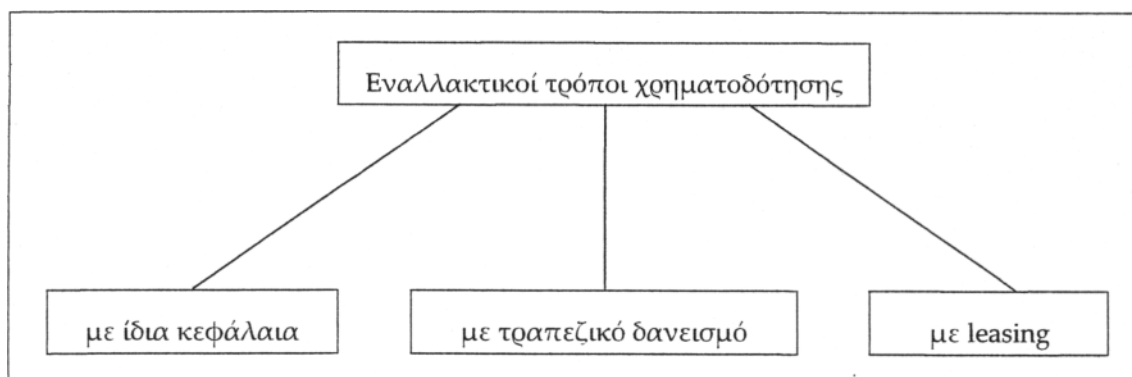 Εναλλακτικοί τρόποι χρηματοδότησης
με ίδια κεφάλαια
με τραπεζικό δανεισμό
με leasing